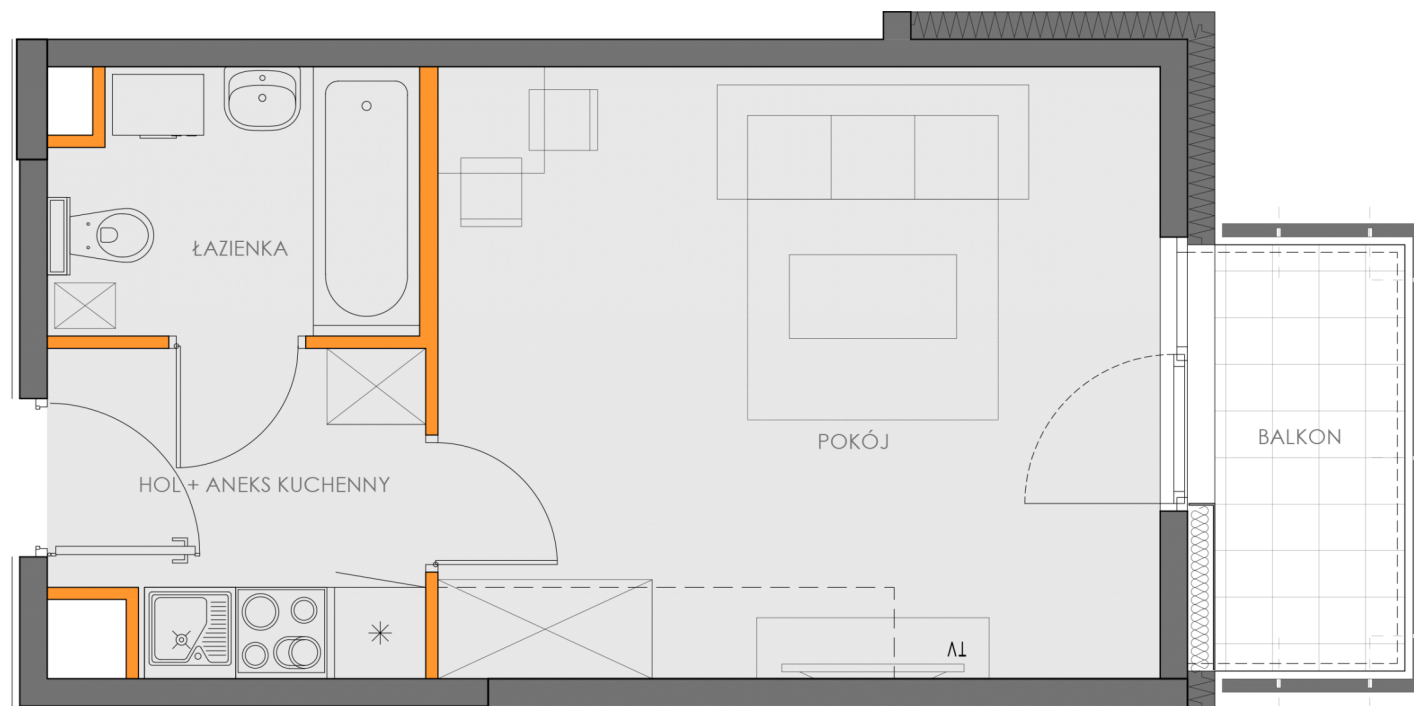 ŁAZIENKA
POKÓJ
BALKON
HOL + ANEKS KUCHENNY
TV